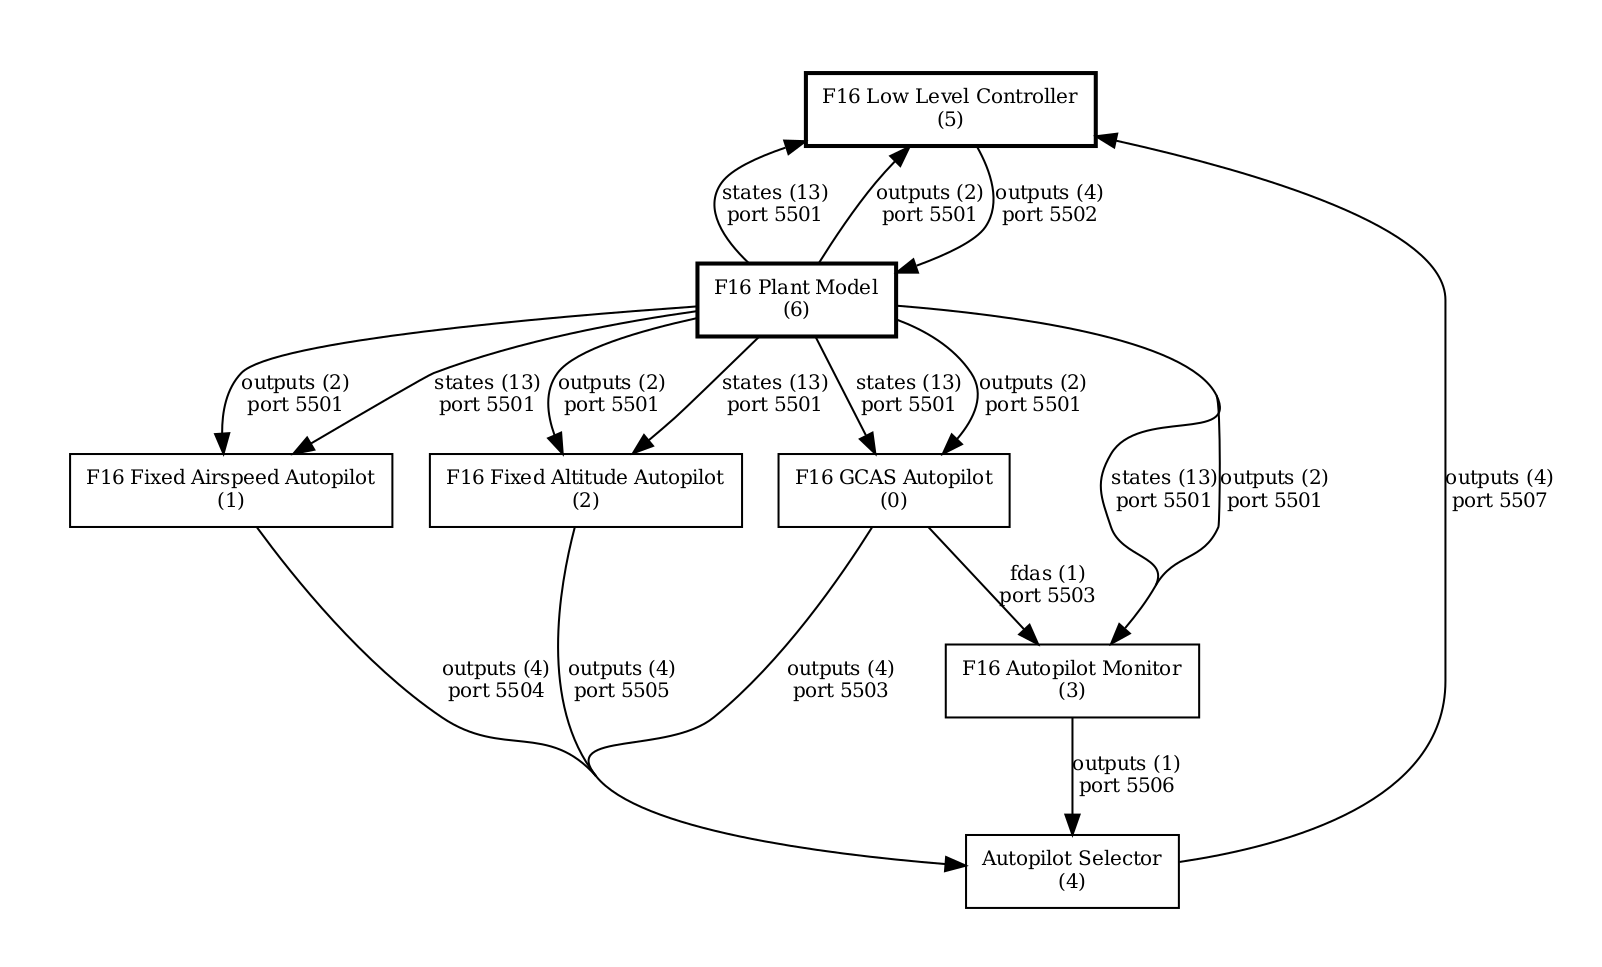 F16 Low Level Controller
(5)
states (13)
port 5501
outputs (2)
port 5501
outputs (4)
port 5502
F16 Plant Model
(6)
outputs (2)
port 5501
states (13)
port 5501
outputs (2)
port 5501
states (13)
port 5501
states (13)
port 5501
outputs (2)
port 5501
F16 Fixed Airspeed Autopilot
(1)
F16 Fixed Altitude Autopilot
(2)
F16 GCAS Autopilot
(0)
states (13)
port 5501
outputs (2)
port 5501
outputs (4)
port 5507
fdas (1)
port 5503
outputs (4)
port 5504
outputs (4)
port 5505
outputs (4)
port 5503
F16 Autopilot Monitor
(3)
outputs (1)
port 5506
Autopilot Selector
(4)